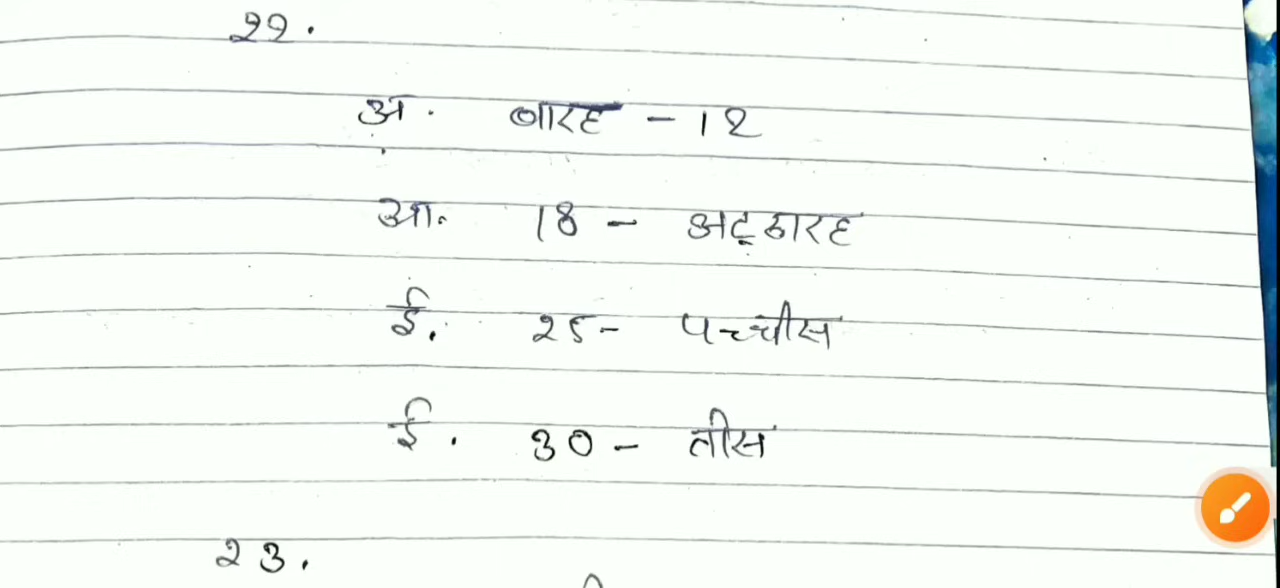 22.
अ. बारह - 12
आ. 18 - अट्ठारह
ई. 25 - पच्चीस
ई. 30 - तीस
23.